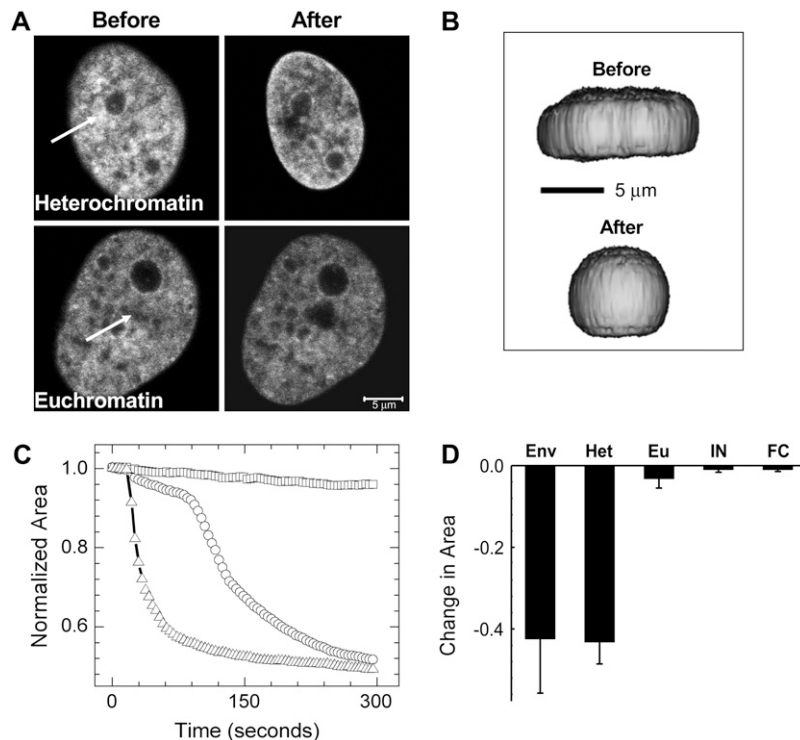 A
Before
After
Heterochromatin
Euchromatin
5 μm
B
Before
5 μm
After
C
Normalized Area
1.0
0.8
0.6
0
150
300
Time (seconds)
D
Env Het Eu IN FC
Change in Area
0.0
-0.2
-0.4